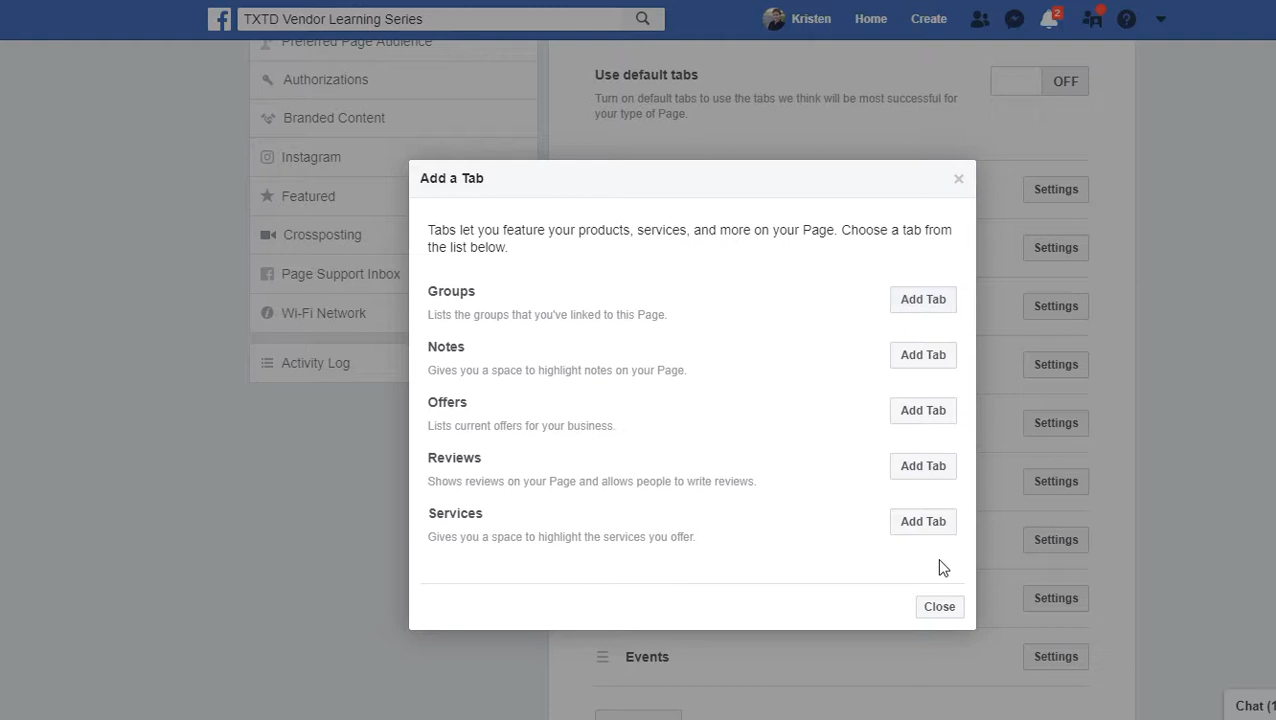 TXTD Vendor Learning Series
Kristen
Home
Create
2
Preferred Page Audience
Authorizations
Branded Content
Instagram
Featured
Crossposting
Page Support Inbox
Wi-Fi Network
Activity Log
Use default tabs
Turn on default tabs to use the tabs we think will be most successful for
your type of Page.
OFF
Settings
Settings
Settings
Settings
Settings
Settings
Settings
Settings
Events
Settings
Add a Tab
Tabs let you feature your products, services, and more on your Page. Choose a tab from
the list below.
Groups
Lists the groups that you've linked to this Page.
Add Tab
Notes
Gives you a space to highlight notes on your Page.
Add Tab
Offers
Lists current offers for your business.
Add Tab
Reviews
Shows reviews on your Page and allows people to write reviews.
Add Tab
Services
Gives you a space to highlight the services you offer.
Add Tab
Close
Chat (1